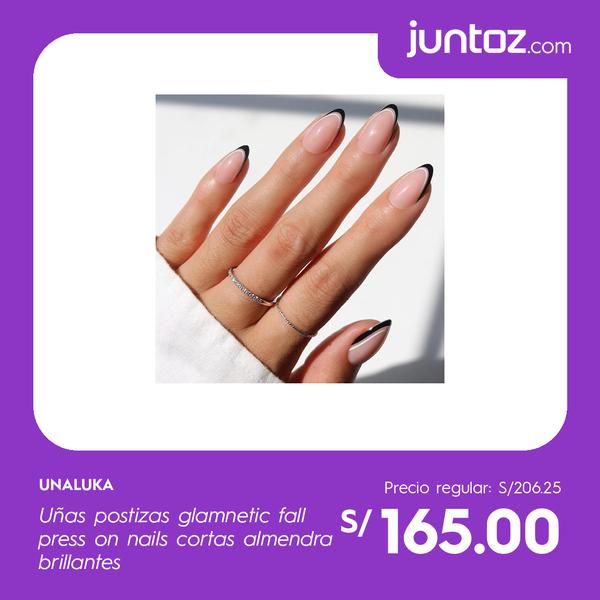 juntoz.com
UNALUKA
Uñas postizas glamnetic fall
press on nails cortas almendra
brillantes
Precio regular: S/206.25
S/165.00